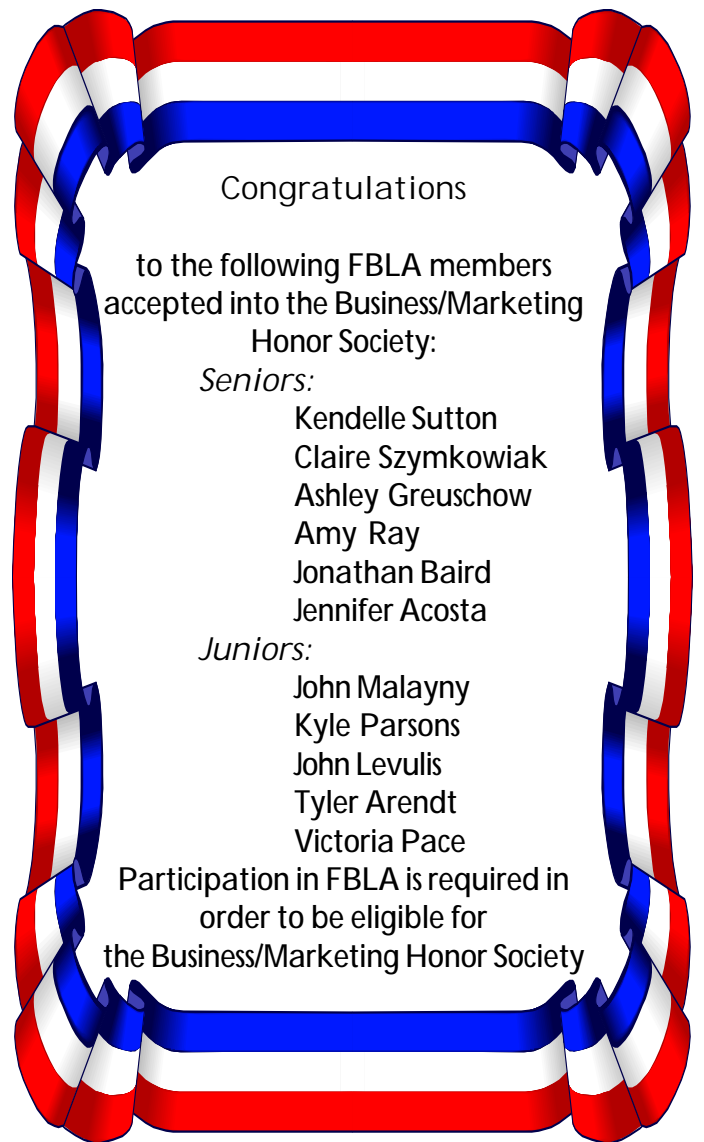 Congratulations
to the following FBLA members
accepted into the Business/Marketing
Honor Society:
Seniors:
Kendelle Sutton
Claire Szymkowiak
Ashley Greuschow
Amy Ray
Jonathan Baird
Jennifer Acosta
Juniors:
John Malayny
Kyle Parsons
John Levulis
Tyler Arendt
Victoria Pace
Participation in FBLA is required in
order to be eligible for
the Business/Marketing Honor Society